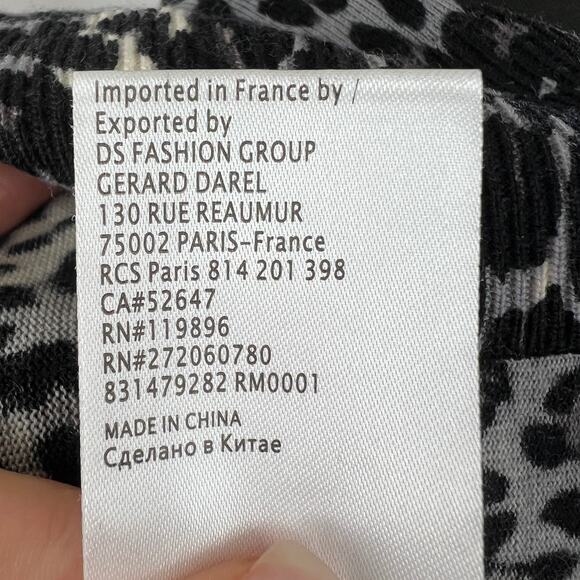 Imported in France by /
Exported by
DS FASHION GROUP
GERARD DAREL
130 RUE REAUMUR
75002 PARIS-France
RCS Paris 814 201 398
CA#52647
RN#119896
RN#272060780
831479282 RM0001
MADE IN CHINA
Сделано в Китае